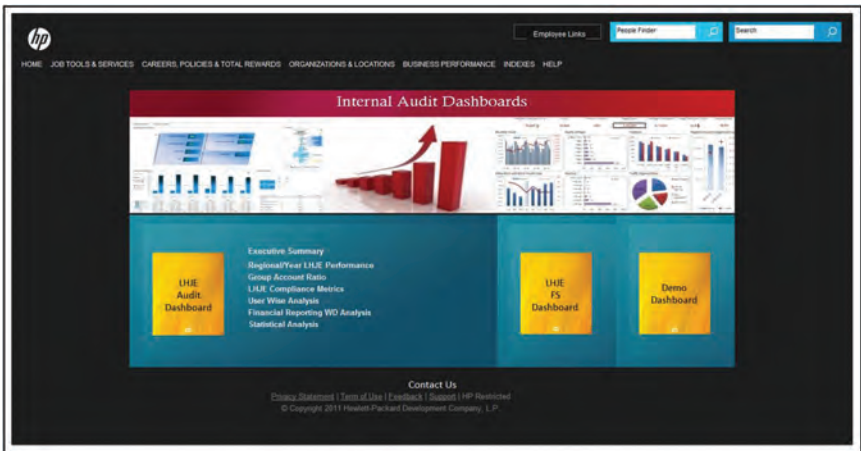 hp
Employee Links
People Finder
Search
HOME JOB TOOLS & SERVICES CAREERS, POLICIES & TOTAL REWARDS ORGANIZATIONS & LOCATIONS BUSINESS PERFORMANCE INDEXES HELP
Internal Audit Dashboards
LHJE
Audit
Dashboard
Executive Summary
Regional/Year LHJE Performance
Group Account Ratio
LHJE Compliance Metrics
User Wise Analysis
Financial Reporting WD Analysis
Statistical Analysis
LHJE
FS
Dashboard
Demo
Dashboard
Contact Us
Privacy Statement | Term of Use | Feedback | Support | HP Restricted
© Copyright 2011 Hewlett-Packard Development Company, L.P.